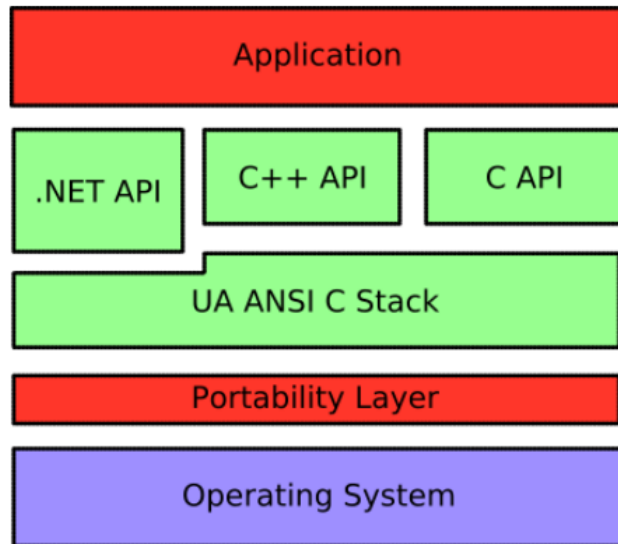 Application
.NET API
C++ API
C API
UA ANSI C Stack
Portability Layer
Operating System